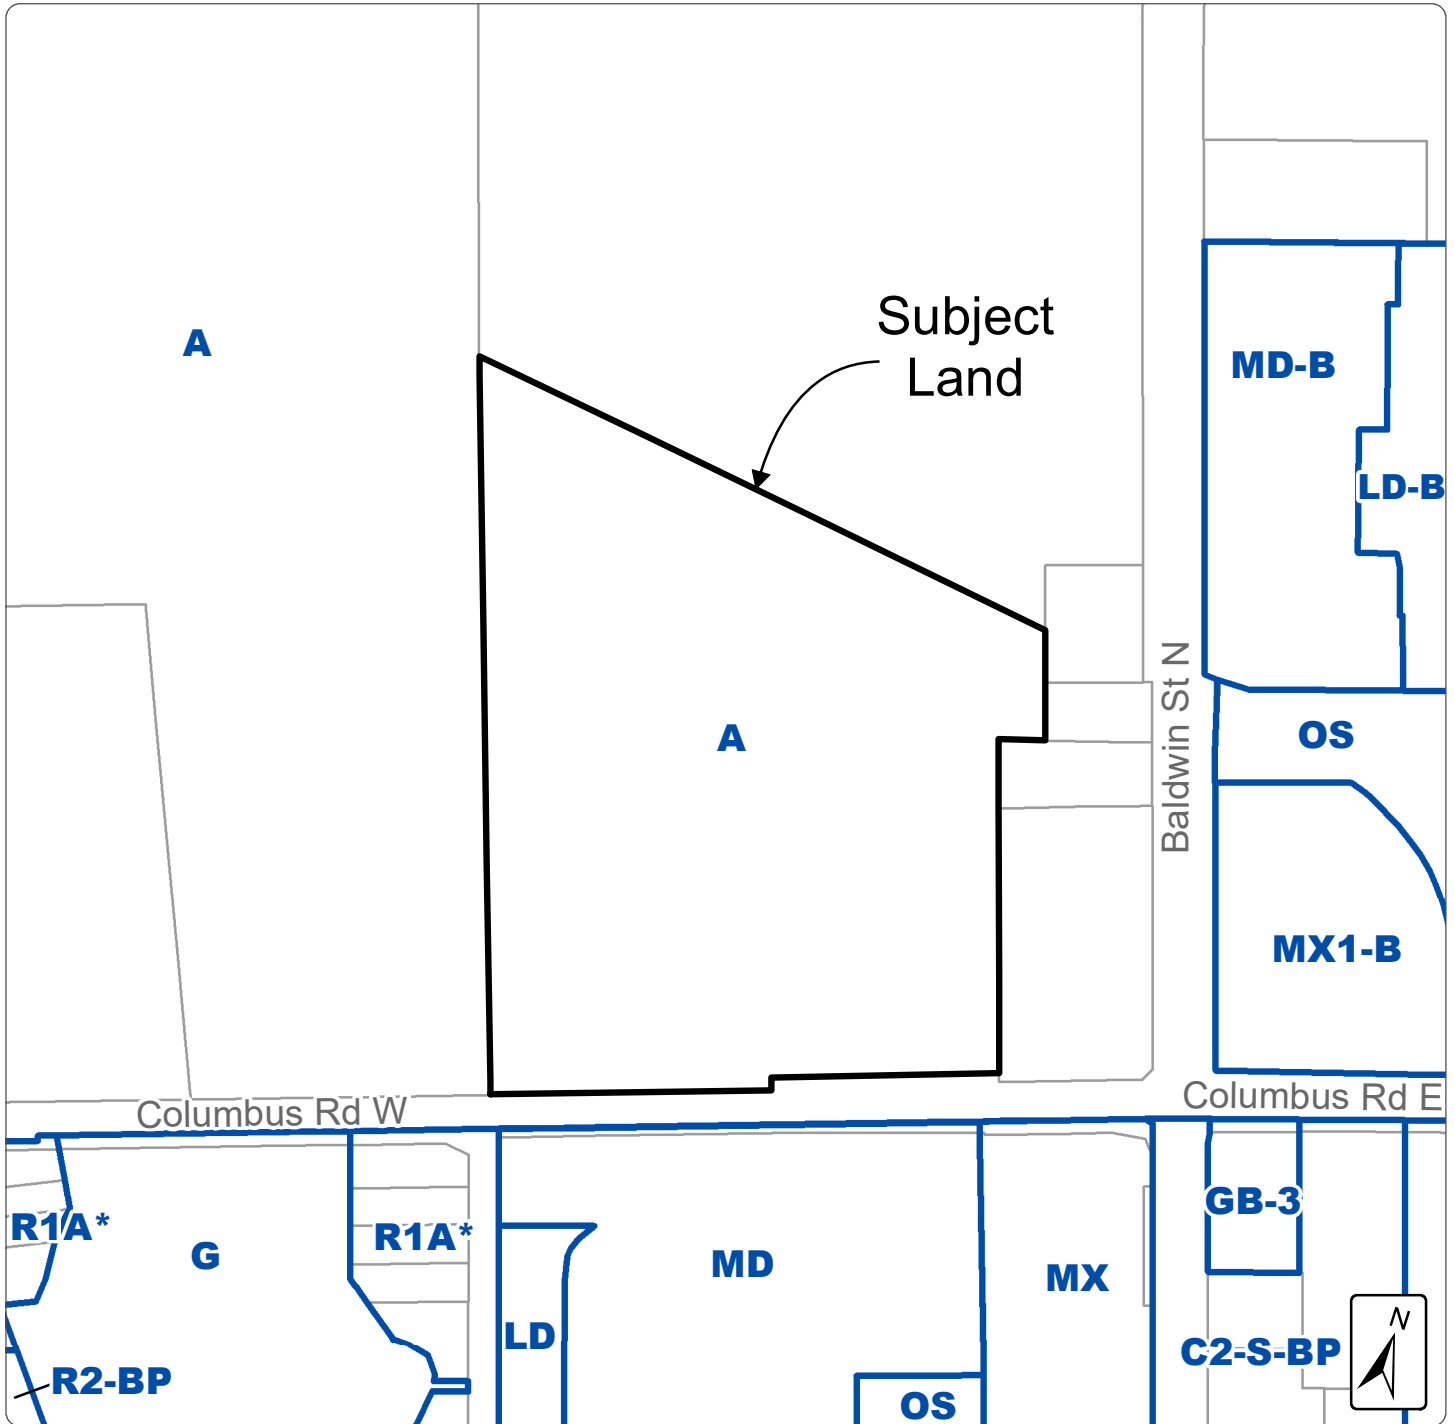 Subject
Land
A
MD-B
LD-B
Baldwin St N
A
OS
MX1-B
Columbus Rd W
Columbus Rd E
R1A*
G
R1A*
MD
MX
GB-3
LD
C2-S-BP
R2-BP
OS
N